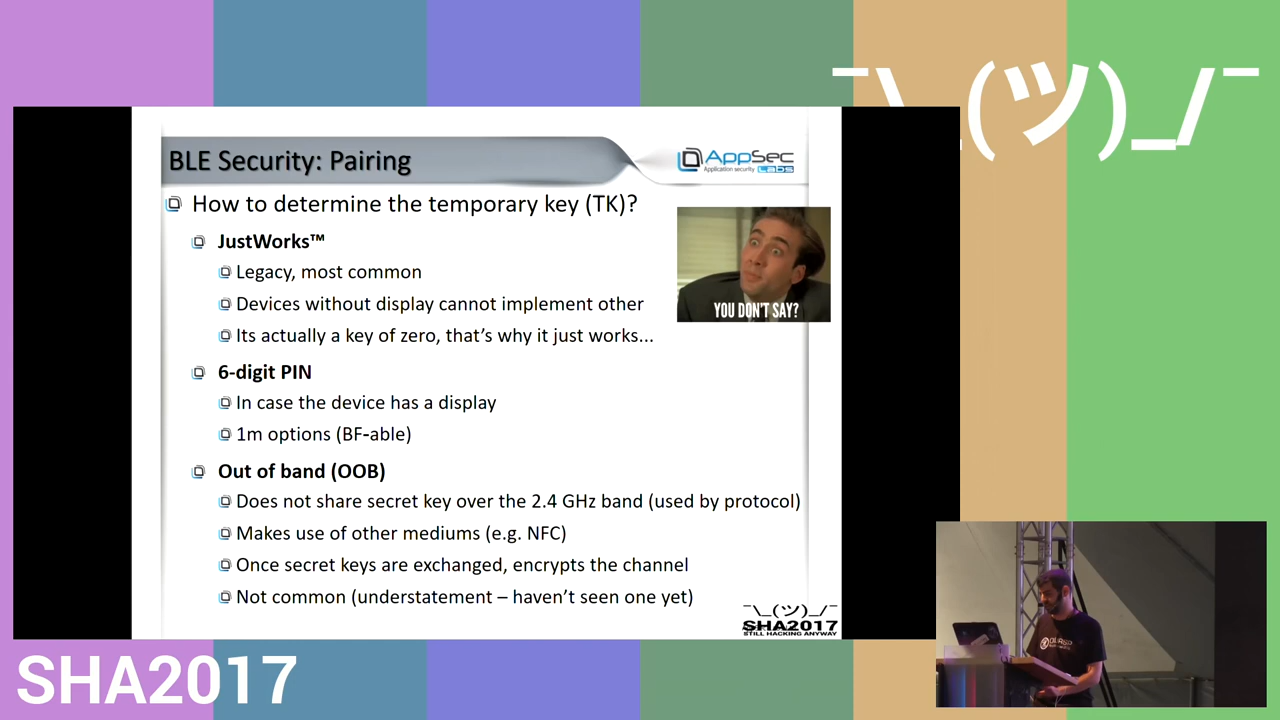 ¯\_(ツ)_/¯
BLE Security: Pairing
AppSec
Application security Labs
How to determine the temporary key (TK)?
JustWorks™
Legacy, most common
Devices without display cannot implement other
Its actually a key of zero, that's why it just works...
YOU DON'T SAY?
6-digit PIN
In case the device has a display
1m options (BF-able)
Out of band (OOB)
Does not share secret key over the 2.4 GHz band (used by protocol)
Makes use of other mediums (e.g. NFC)
Once secret keys are exchanged, encrypts the channel
Not common (understatement – haven't seen one yet)
¯\_(ツ)_/¯
SHA2017
STILL HACKING ANYWAY
OWASP
SHA2017